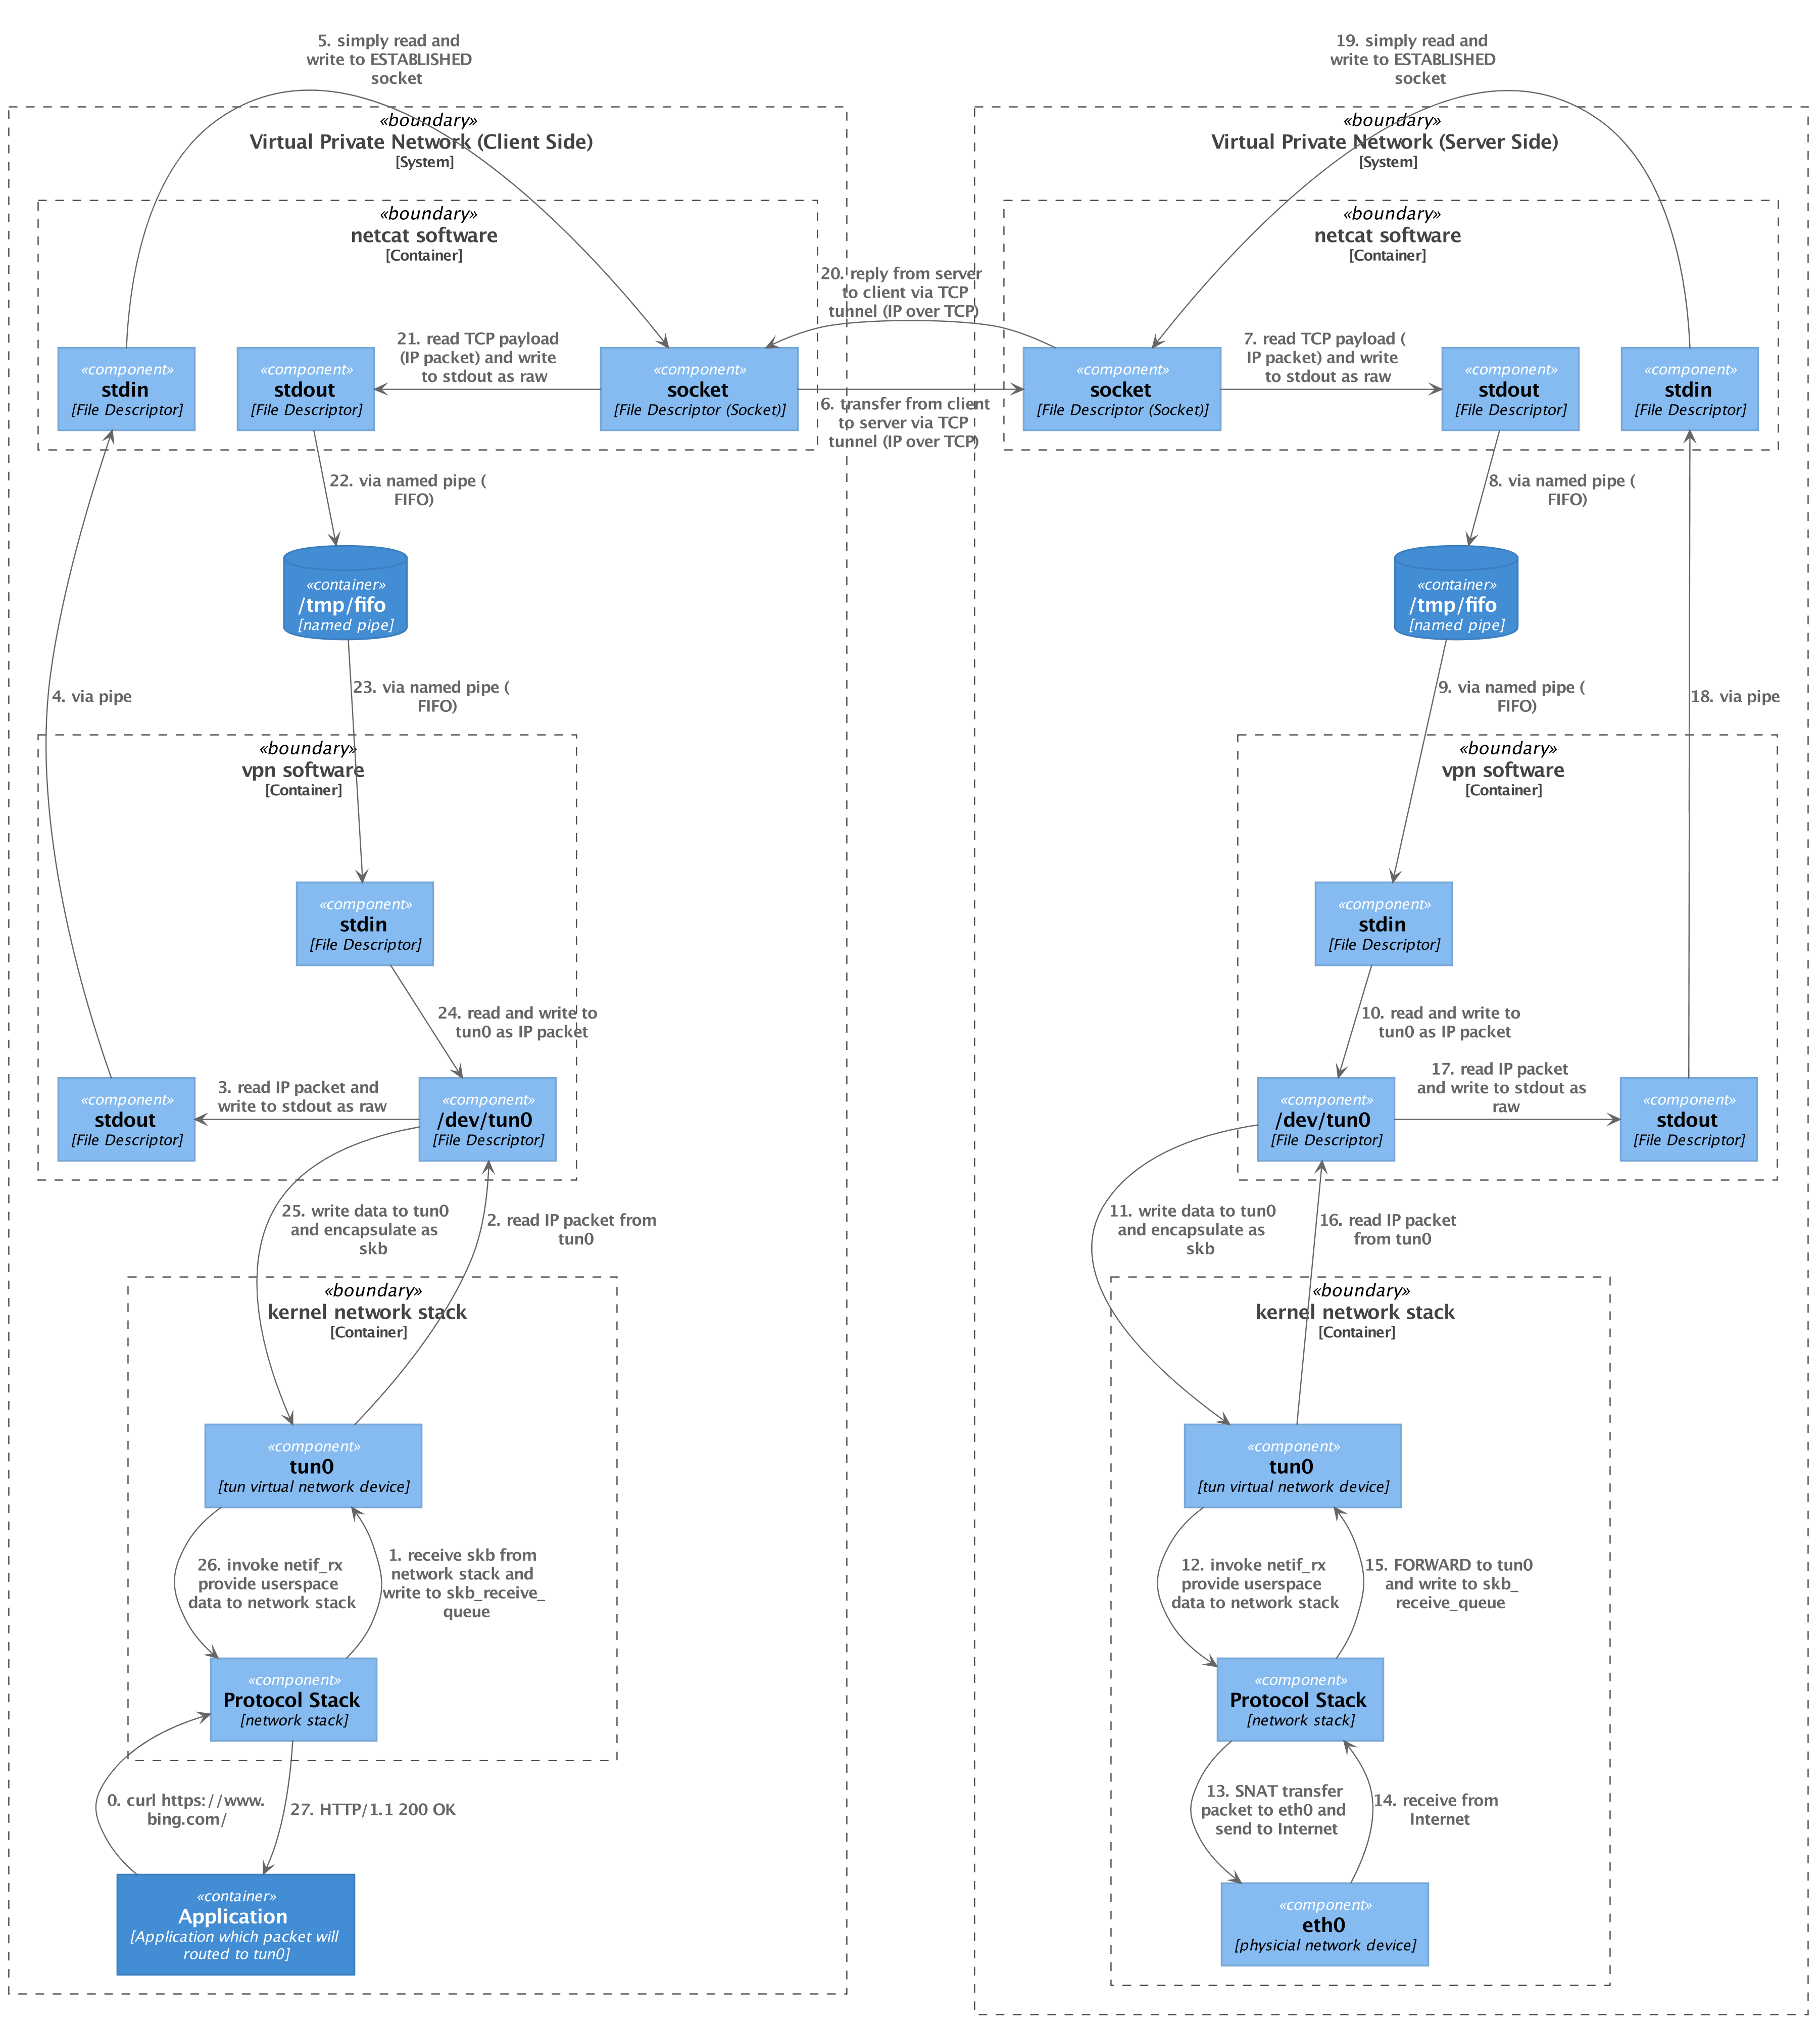 5. simply read and
write to ESTABLISHED
socket
19. simply read and
write to ESTABLISHED
socket
«boundary»
Virtual Private Network (Client Side)
[System]
«boundary»
Virtual Private Network (Server Side)
[System]
«boundary»
netcat software
[Container]
«boundary»
netcat software
[Container]
20. reply from server
to client via TCP
tunnel (IP over TCP)
21. read TCP payload
(IP packet) and write
to stdout as raw
7. read TCP payload (
IP packet) and write
to stdout as raw
«component»
stdin
[File Descriptor]
«component»
stdout
[File Descriptor]
«component»
socket
[File Descriptor (Socket)]
6. transfer from client
to server via TCP
tunnel (IP over TCP)
«component»
socket
[File Descriptor (Socket)]
«component»
stdout
[File Descriptor]
«component»
stdin
[File Descriptor]
22. via named pipe (
FIFO)
8. via named pipe (
FIFO)
«container»
/tmp/fifo
[named pipe]
«container»
/tmp/fifo
[named pipe]
4. via pipe
23. via named pipe (
FIFO)
9. via named pipe (
FIFO)
18. via pipe
«boundary»
vpn software
[Container]
«boundary»
vpn software
[Container]
«component»
stdin
[File Descriptor]
«component»
stdin
[File Descriptor]
24. read and write to
tun0 as IP packet
10. read and write to
tun0 as IP packet
3. read IP packet and
write to stdout as raw
17. read IP packet
and write to stdout as
raw
«component»
stdout
[File Descriptor]
«component»
/dev/tun0
[File Descriptor]
«component»
/dev/tun0
[File Descriptor]
«component»
stdout
[File Descriptor]
25. write data to tun0
and encapsulate as
skb
2. read IP packet from
tun0
11. write data to tun0
and encapsulate as
skb
16. read IP packet
from tun0
«boundary»
kernel network stack
[Container]
«boundary»
kernel network stack
[Container]
«component»
tun0
[tun virtual network device]
«component»
tun0
[tun virtual network device]
26. invoke netif_rx
provide userspace
data to network stack
1. receive skb from
network stack and
write to skb_receive_
queue
12. invoke netif_rx
provide userspace
data to network stack
15. FORWARD to tun0
and write to skb_
receive_queue
«component»
Protocol Stack
[network stack]
«component»
Protocol Stack
[network stack]
0. curl https://www.
bing.com/
27. HTTP/1.1 200 OK
13. SNAT transfer
packet to eth0 and
send to Internet
14. receive from
Internet
«container»
Application
[Application which packet will
routed to tun0]
«component»
eth0
[physicial network device]